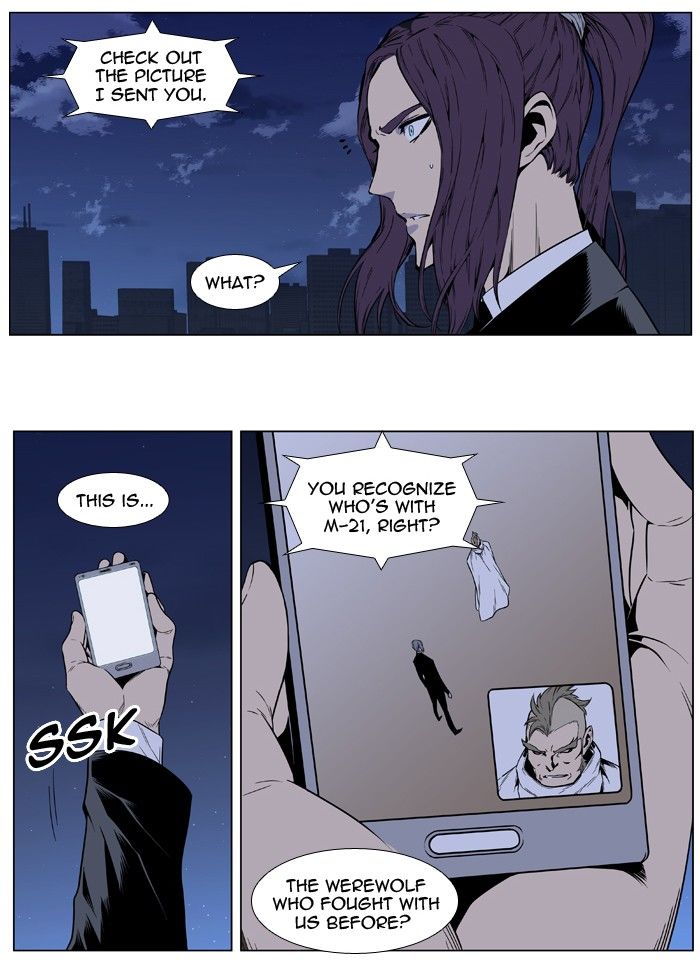 CHECK OUT
THE PICTURE
I SENT YOU.
WHAT?
THIS IS...
SSK
YOU RECOGNIZE
WHO'S WITH
M-21, RIGHT?
THE WEREWOLF
WHO FOUGHT WITH
US BEFORE?